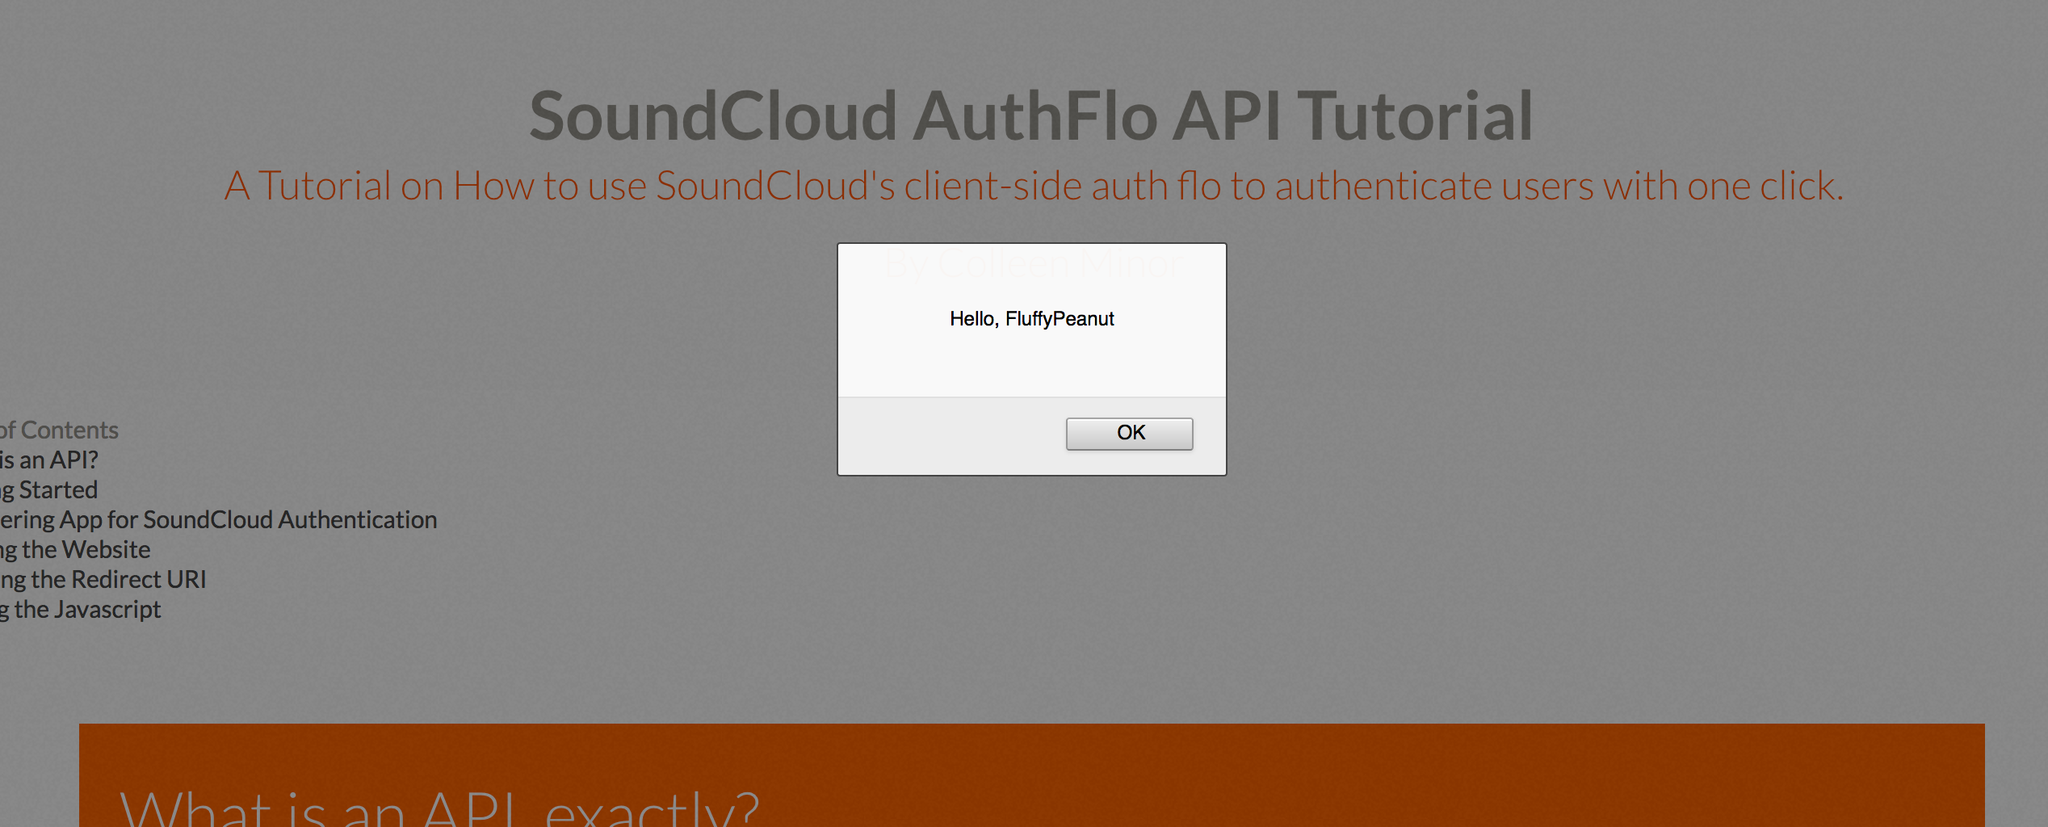 SoundCloud AuthFlo API Tutorial
A Tutorial on How to use SoundCloud's client-side auth flo to authenticate users with one click.
By Colleen Minor
Hello, FluffyPeanut
OK
of Contents
is an API?
g Started
ering App for SoundCloud Authentication
ng the Website
ng the Redirect URI
g the Javascript
What is an API, exactly?